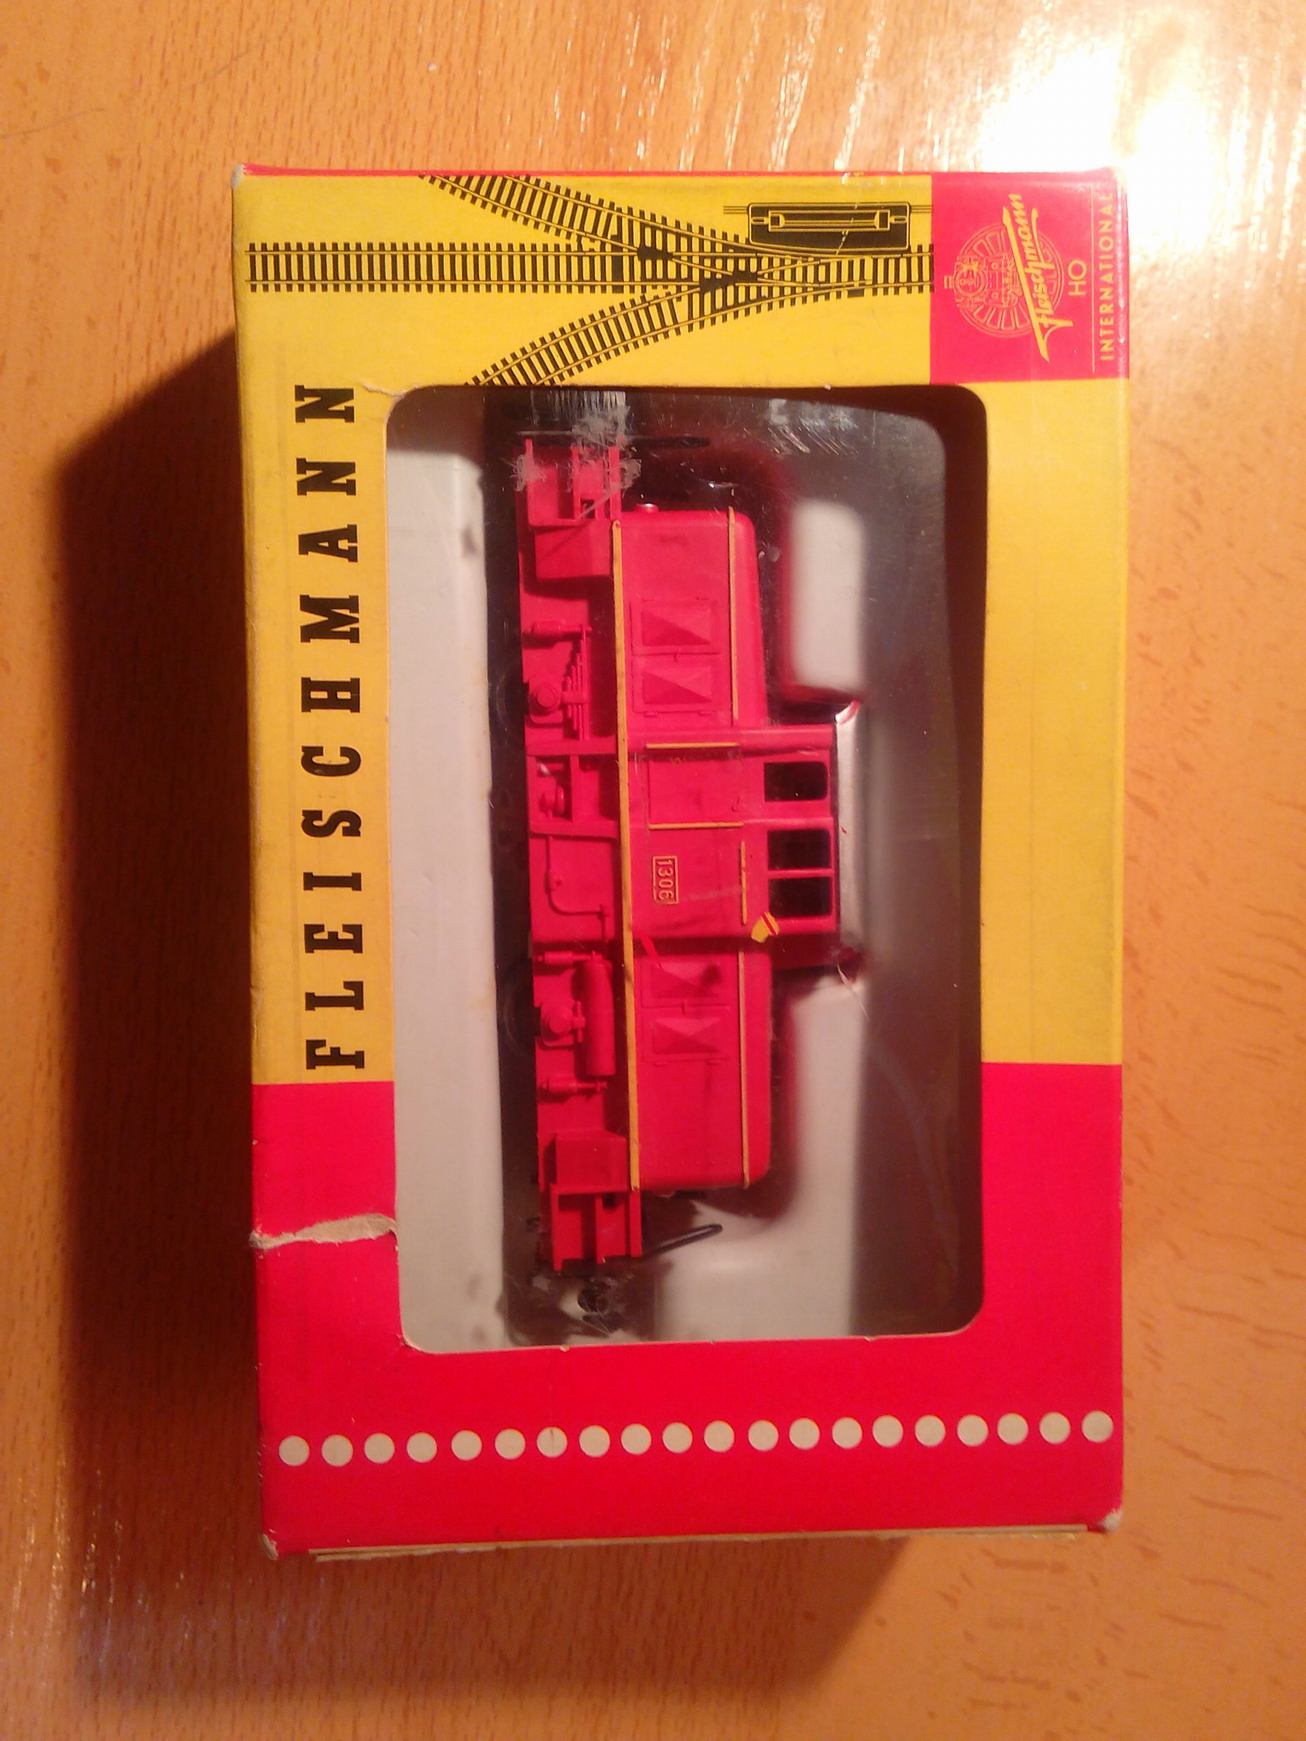 FLEISCHMANN
Fleischmann
HO
INTERNATIONAL
1306